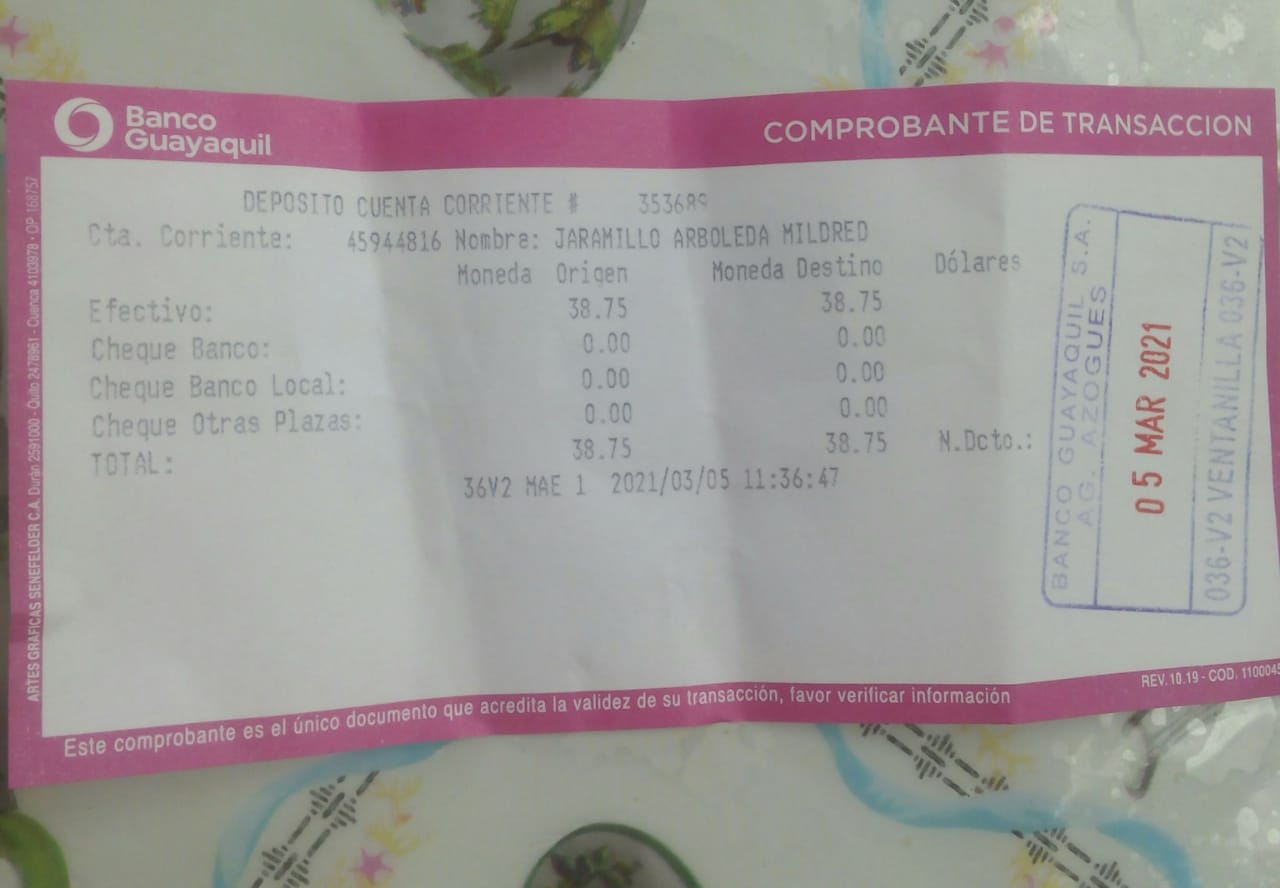 Banco
Guayaquil
COMPROBANTE DE TRANSACCION
DEPOSITO CUENTA CORRIENTE # 353689
Cta. Corriente: 45944816 Nombre: JARAMILLO ARBOLEDA MILDRED
Moneda Origen Moneda Destino Dólares
Efectivo: 38.75 38.75
Cheque Banco: 0.00 0.00
Cheque Banco Local: 0.00 0.00
Cheque Otras Plazas: 0.00 0.00
TOTAL: 38.75 38.75 N.Dcto.:
36V2 MAE 1 2021/03/05 11:36:47
BANCO GUAYAQUIL S.A.
AG. AZOGUES
05 MAR 2021
036-V2 VENTANILLA 036-V2
ARTES GRAFICAS SENEFELDER C.A. Durán 2591000 - Quito 2478961 - Cuenca 4103978 - OP 168757
REV. 10.19 - COD. 1100045
Este comprobante es el único documento que acredita la validez de su transacción, favor verificar información